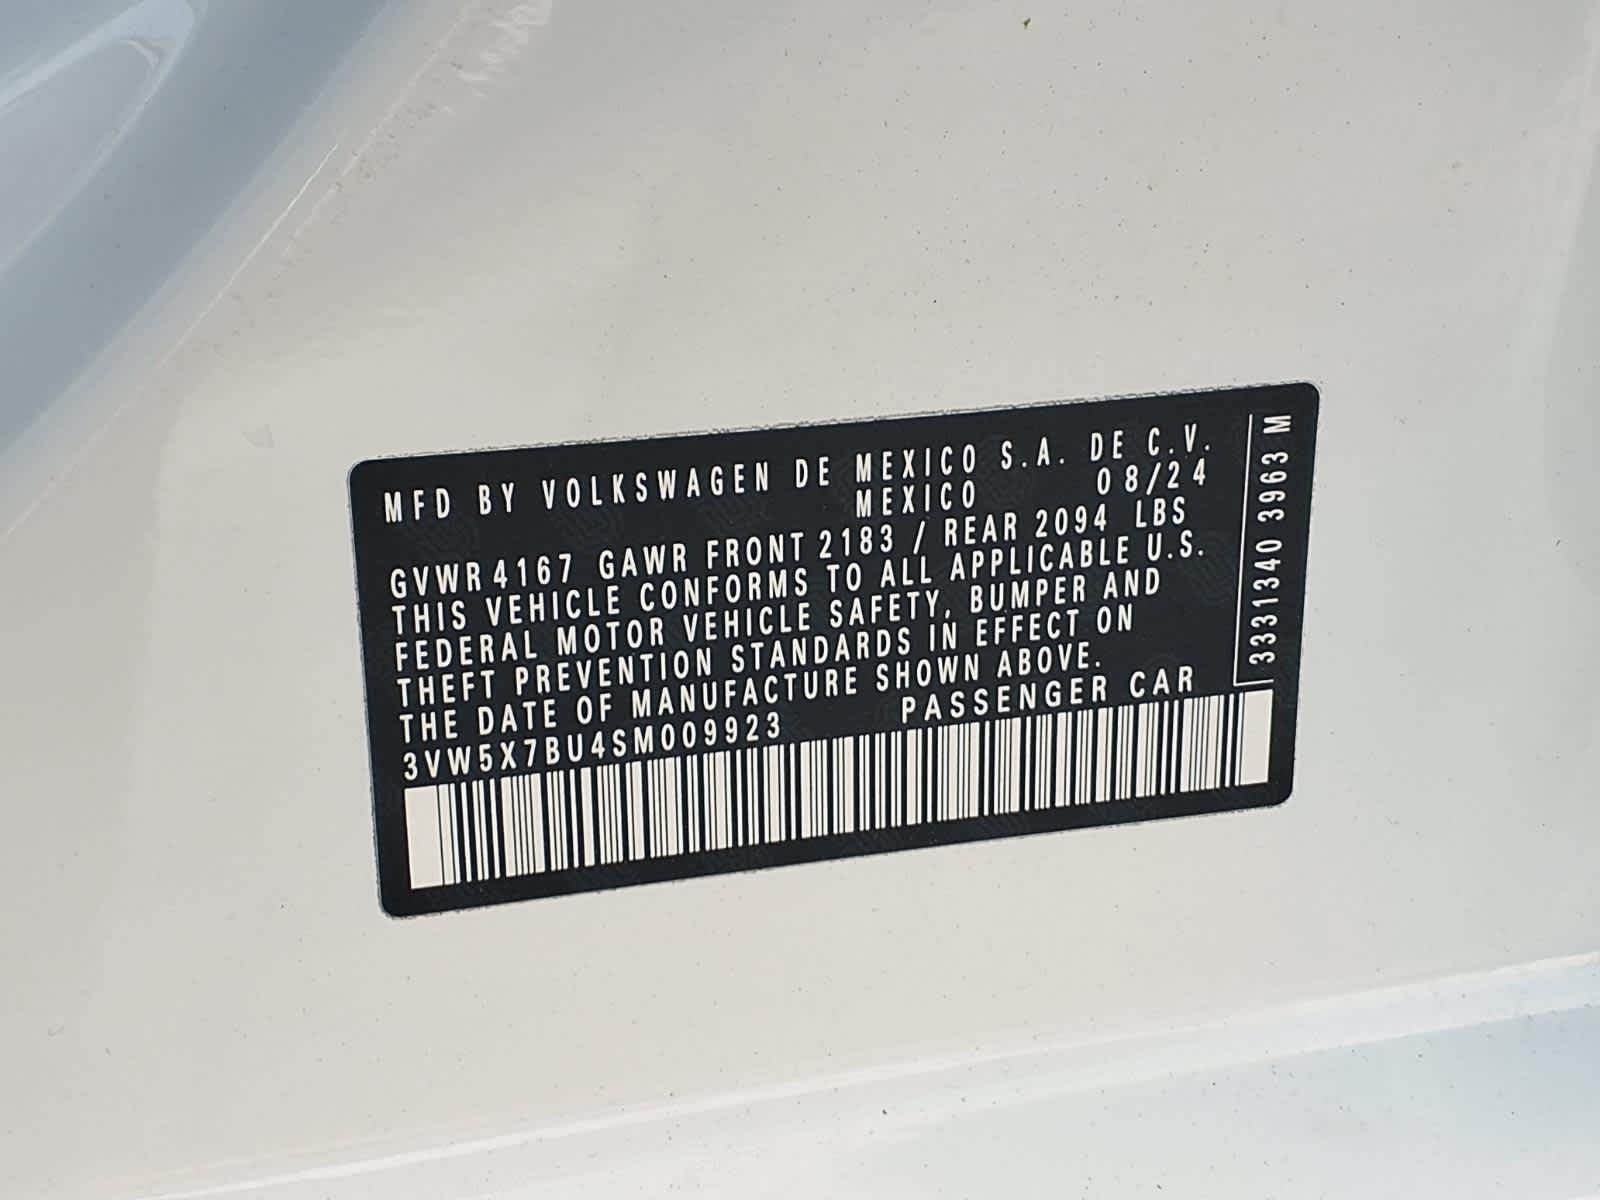 MFD BY VOLKSWAGEN DE MEXICO S.A. DE C.V.
MEXICO 08/24
GVWR 4167 GAWR FRONT 2183 / REAR 2094 LBS
THIS VEHICLE CONFORMS TO ALL APPLICABLE U.S.
FEDERAL MOTOR VEHICLE SAFETY, BUMPER AND
THEFT PREVENTION STANDARDS IN EFFECT ON
THE DATE OF MANUFACTURE SHOWN ABOVE.
3VW5X7BU4SM009923 PASSENGER CAR
3331340 3963 M